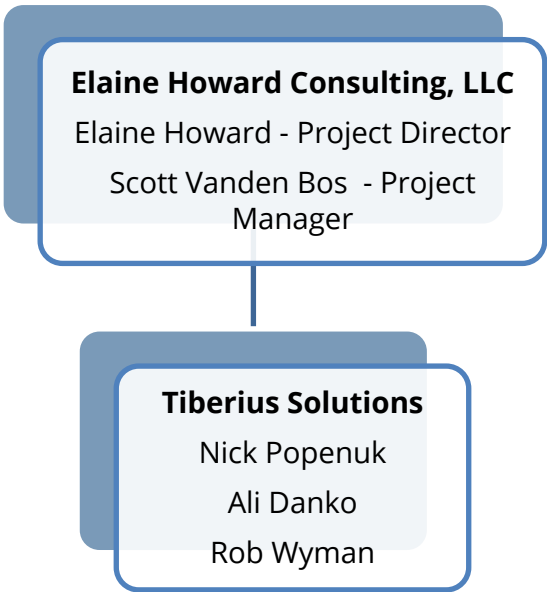 Elaine Howard Consulting, LLC
Elaine Howard - Project Director
Scott Vanden Bos - Project
Manager
Tiberius Solutions
Nick Popenuk
Ali Danko
Rob Wyman